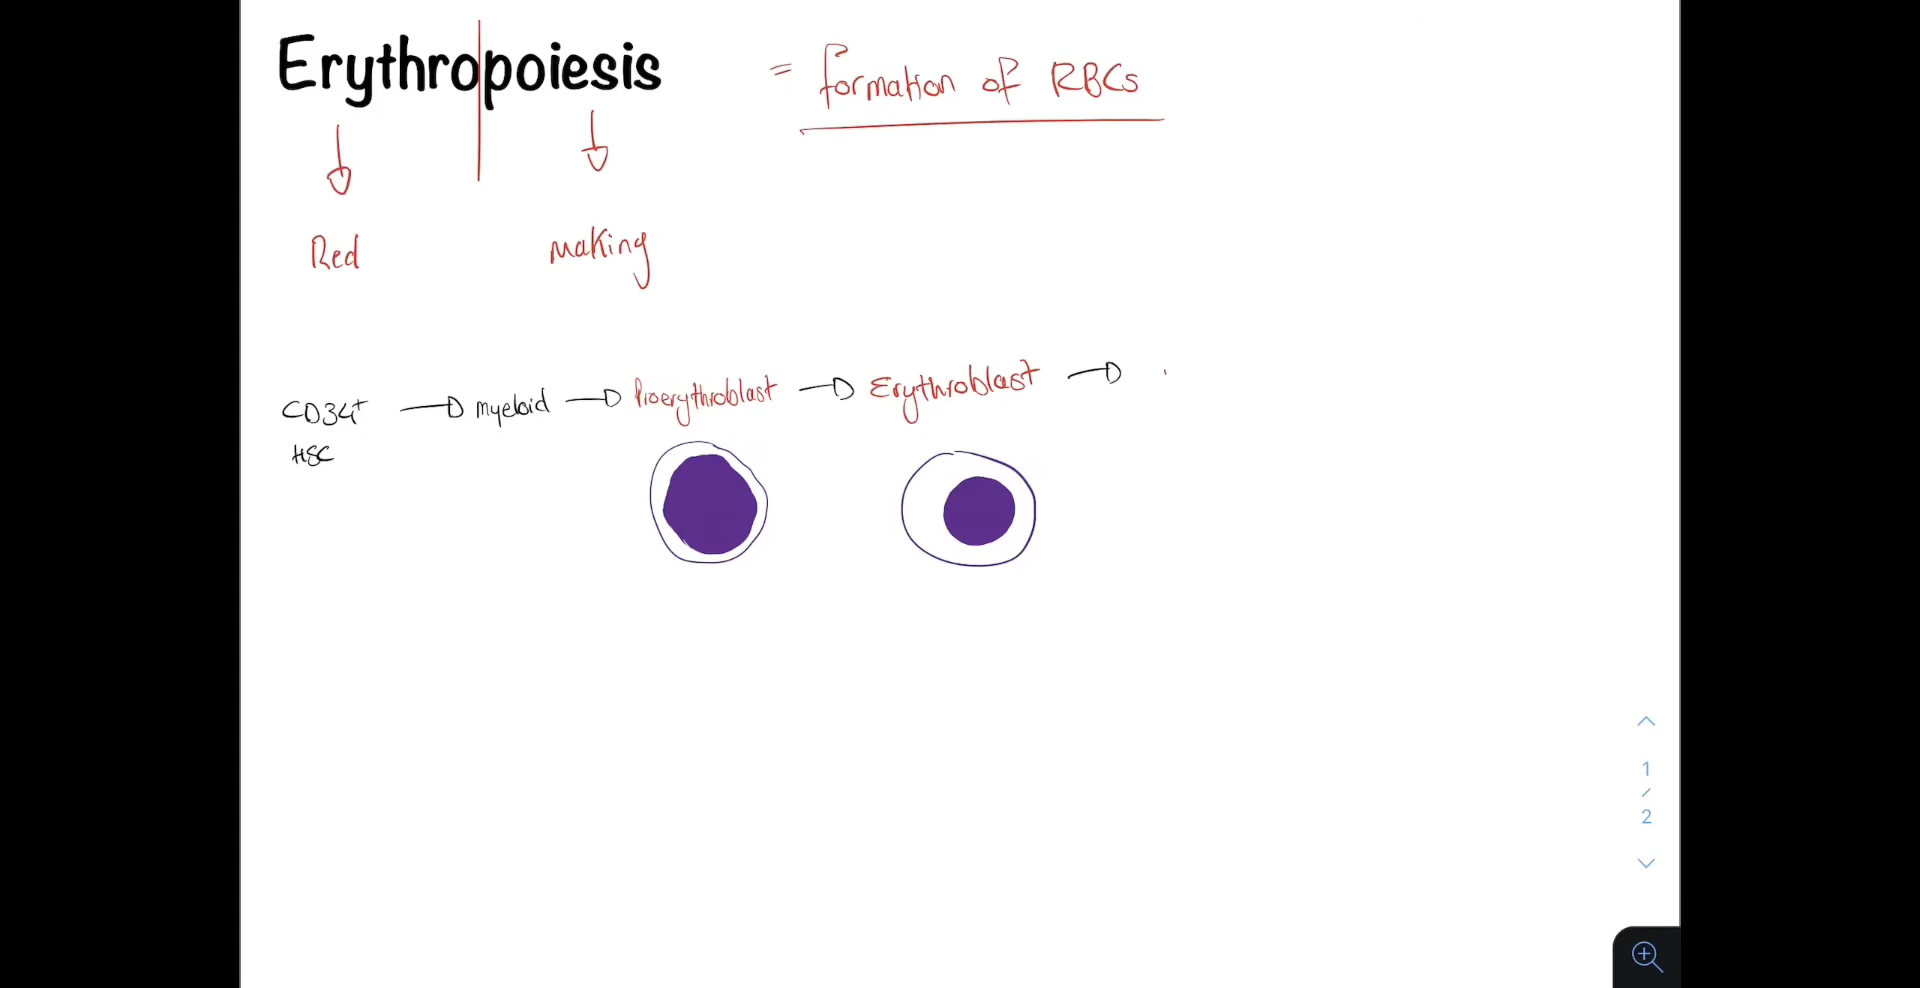 Erythropoiesis = formation of RBCs
Red making
CD34+ → myeloid → Proerythroblast → Erythroblast →
HSC
1
/
2